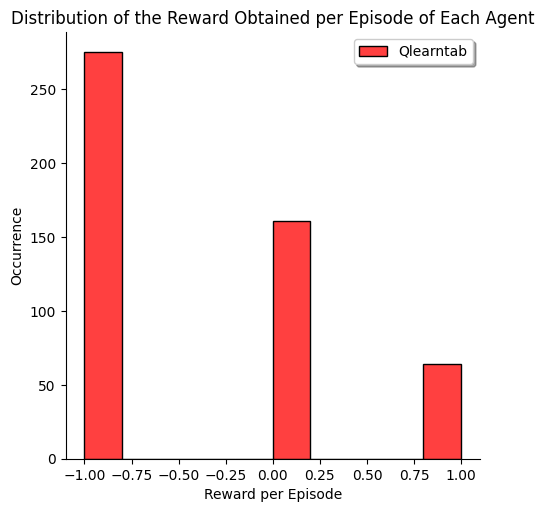 Distribution of the Reward Obtained per Episode of Each Agent
Qlearntab
Occurrence
250
200
150
100
50
0
−1.00 −0.75 −0.50 −0.25 0.00 0.25 0.50 0.75 1.00
Reward per Episode